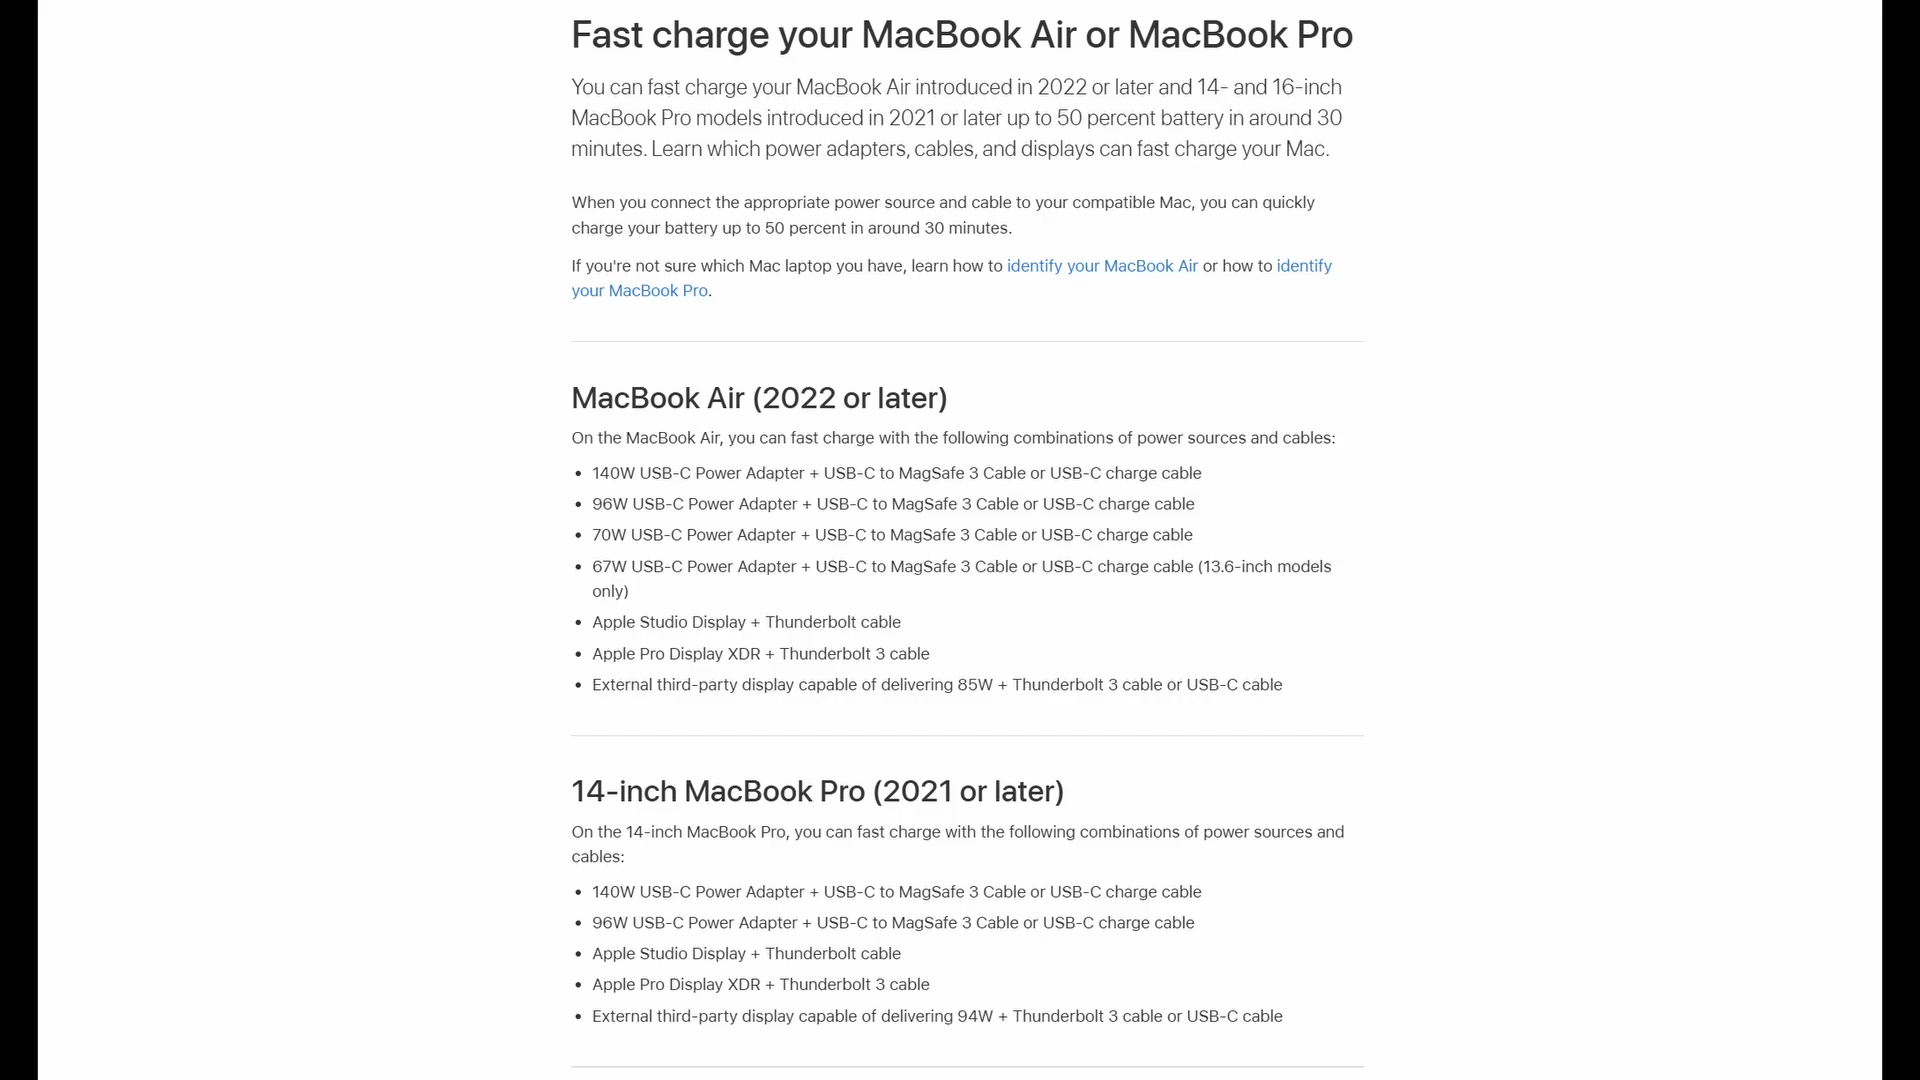 Fast charge your MacBook Air or MacBook Pro
You can fast charge your MacBook Air introduced in 2022 or later and 14- and 16-inch
MacBook Pro models introduced in 2021 or later up to 50 percent battery in around 30
minutes. Learn which power adapters, cables, and displays can fast charge your Mac.
When you connect the appropriate power source and cable to your compatible Mac, you can quickly
charge your battery up to 50 percent in around 30 minutes.
If you're not sure which Mac laptop you have, learn how to identify your MacBook Air or how to identify
your MacBook Pro.
MacBook Air (2022 or later)
On the MacBook Air, you can fast charge with the following combinations of power sources and cables:
• 140W USB-C Power Adapter + USB-C to MagSafe 3 Cable or USB-C charge cable
• 96W USB-C Power Adapter + USB-C to MagSafe 3 Cable or USB-C charge cable
• 70W USB-C Power Adapter + USB-C to MagSafe 3 Cable or USB-C charge cable
• 67W USB-C Power Adapter + USB-C to MagSafe 3 Cable or USB-C charge cable (13.6-inch models
only)
• Apple Studio Display + Thunderbolt cable
• Apple Pro Display XDR + Thunderbolt 3 cable
• External third-party display capable of delivering 85W + Thunderbolt 3 cable or USB-C cable
14-inch MacBook Pro (2021 or later)
On the 14-inch MacBook Pro, you can fast charge with the following combinations of power sources and
cables:
• 140W USB-C Power Adapter + USB-C to MagSafe 3 Cable or USB-C charge cable
• 96W USB-C Power Adapter + USB-C to MagSafe 3 Cable or USB-C charge cable
• Apple Studio Display + Thunderbolt cable
• Apple Pro Display XDR + Thunderbolt 3 cable
• External third-party display capable of delivering 94W + Thunderbolt 3 cable or USB-C cable